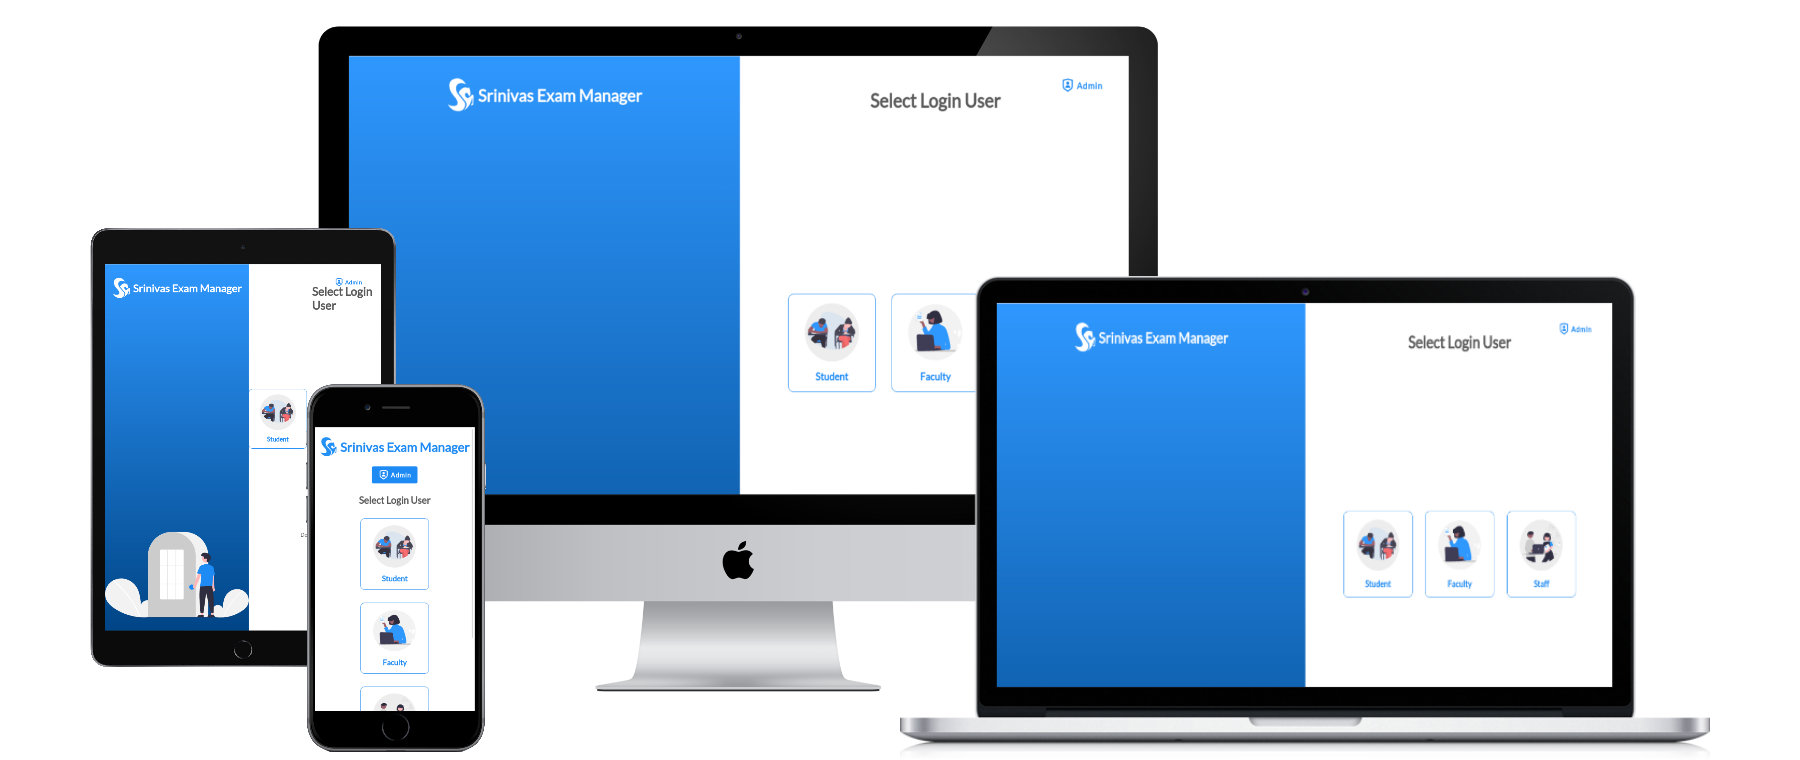 Srinivas Exam Manager
Admin
Select Login User
Student
Faculty
Srinivas Exam Manager
Admin
Select Login
User
Student
Srinivas Exam Manager
Admin
Select Login User
Student
Faculty
Srinivas Exam Manager
Admin
Select Login User
Student
Faculty
Staff